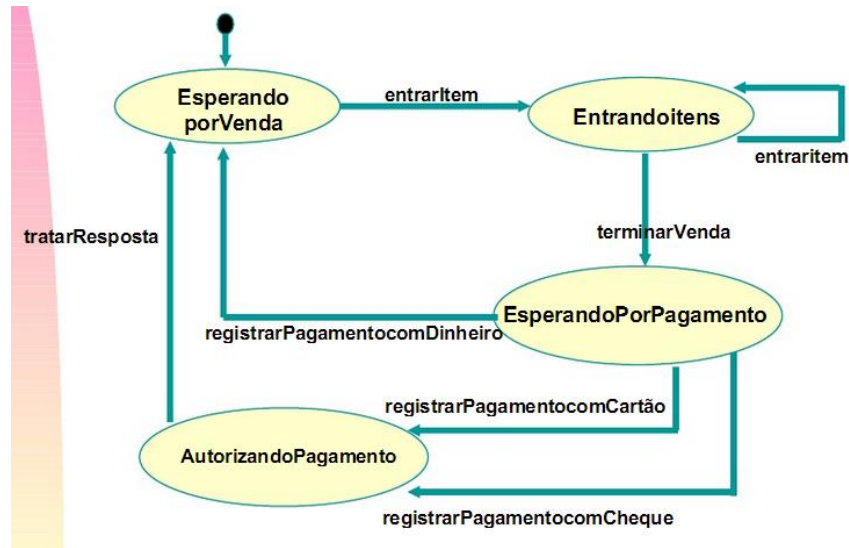 Esperando
porVenda
entrarItem
Entrandoitens
entraritem
tratarResposta
terminarVenda
EsperandoPorPagamento
registrarPagamentocomDinheiro
registrarPagamentocomCartão
AutorizandoPagamento
registrarPagamentocomCheque